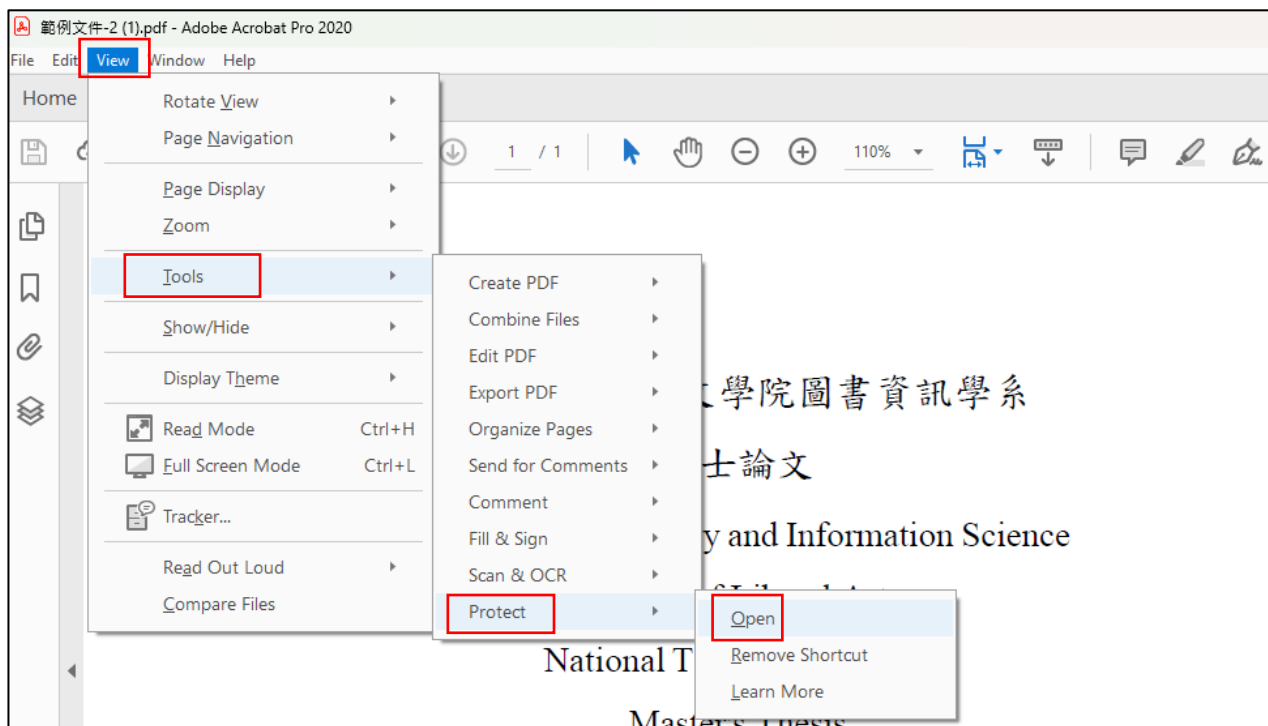 範例文件-2 (1).pdf - Adobe Acrobat Pro 2020
File Edit View Window Help
Home
1 / 1 110%
Rotate View
Page Navigation
Page Display
Zoom
Tools
Show/Hide
Display Theme
Read Mode Ctrl+H
Full Screen Mode Ctrl+L
Tracker...
Read Out Loud
Compare Files
Create PDF
Combine Files
Edit PDF
Export PDF
Organize Pages
Send for Comments
Comment
Fill & Sign
Scan & OCR
Protect
Open
Remove Shortcut
Learn More
學院圖書資訊學系
士論文
y and Information Science
National T
Master's Thesis